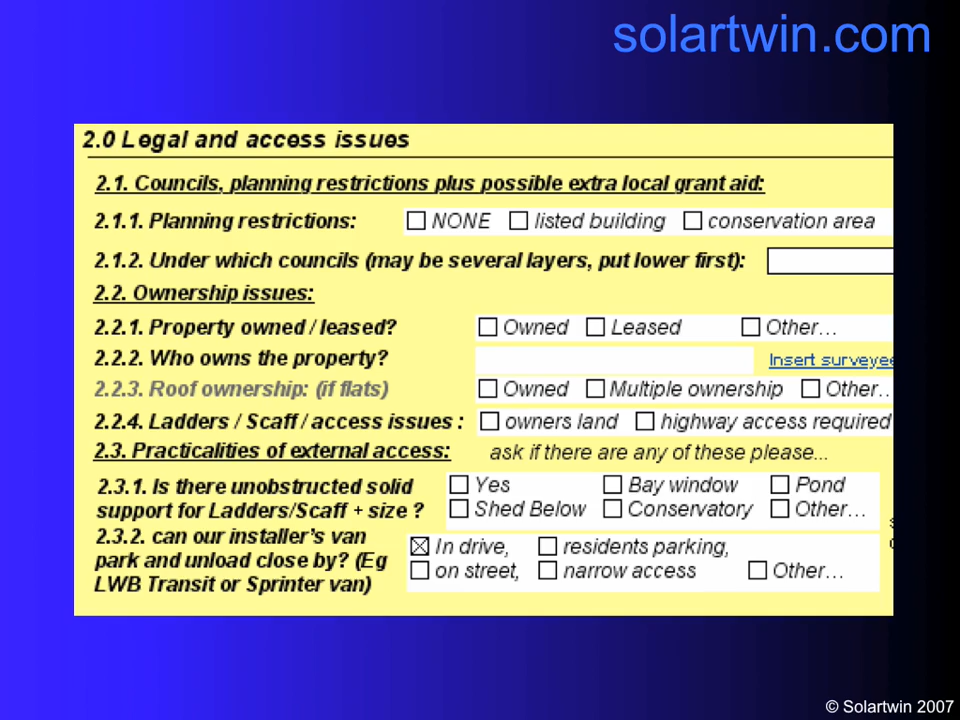 solartwin.com
2.0 Legal and access issues
2.1. Councils, planning restrictions plus possible extra local grant aid:
2.1.1. Planning restrictions: NONE listed building conservation area
2.1.2. Under which councils (may be several layers, put lower first):
2.2. Ownership issues:
2.2.1. Property owned / leased? Owned Leased Other...
2.2.2. Who owns the property? Insert surveyee
2.2.3. Roof ownership: (if flats) Owned Multiple ownership Other...
2.2.4. Ladders / Scaff / access issues : owners land highway access required
2.3. Practicalities of external access: ask if there are any of these please...
2.3.1. Is there unobstructed solid Yes Bay window Pond
support for Ladders/Scaff + size ? Shed Below Conservatory Other...
2.3.2. can our installer's van
park and unload close by? (Eg In drive, residents parking,
LWB Transit or Sprinter van) on street, narrow access Other...
© Solartwin 2007